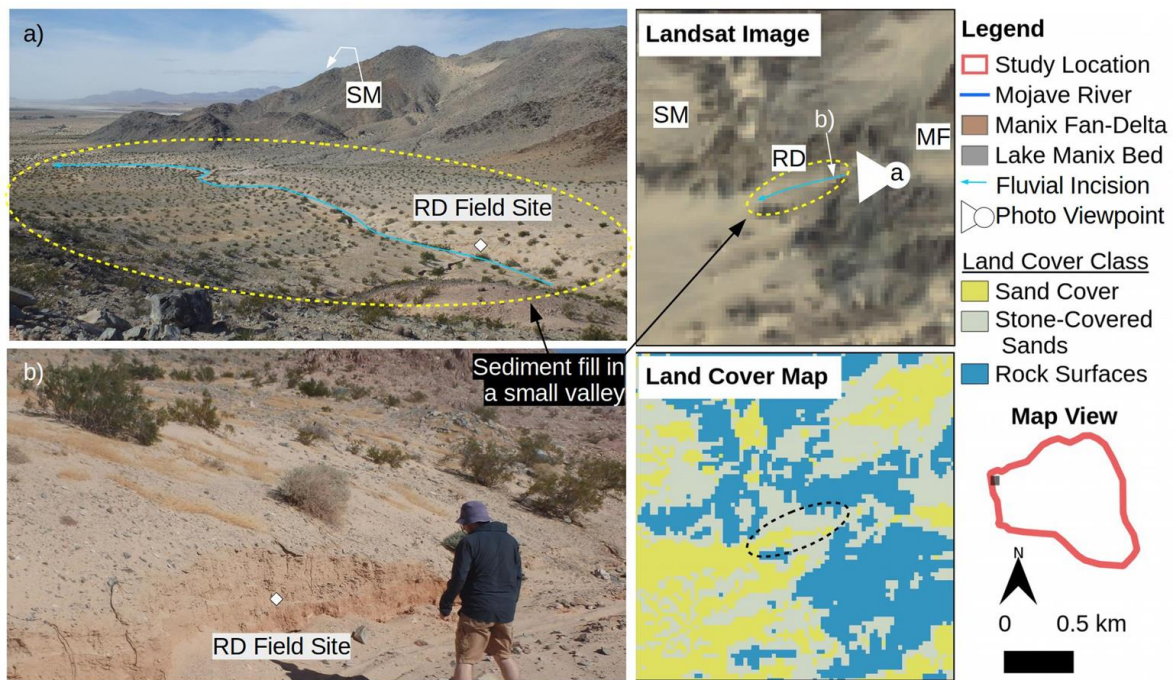 a)
SM
RD Field Site
Sediment fill in
a small valley
b)
RD Field Site
Landsat Image
SM
b)
MF
RD
a
Land Cover Map
Legend
Study Location
Mojave River
Manix Fan-Delta
Lake Manix Bed
Fluvial Incision
Photo Viewpoint
Land Cover Class
Sand Cover
Stone-Covered
Sands
Rock Surfaces
Map View
N
0 0.5 km